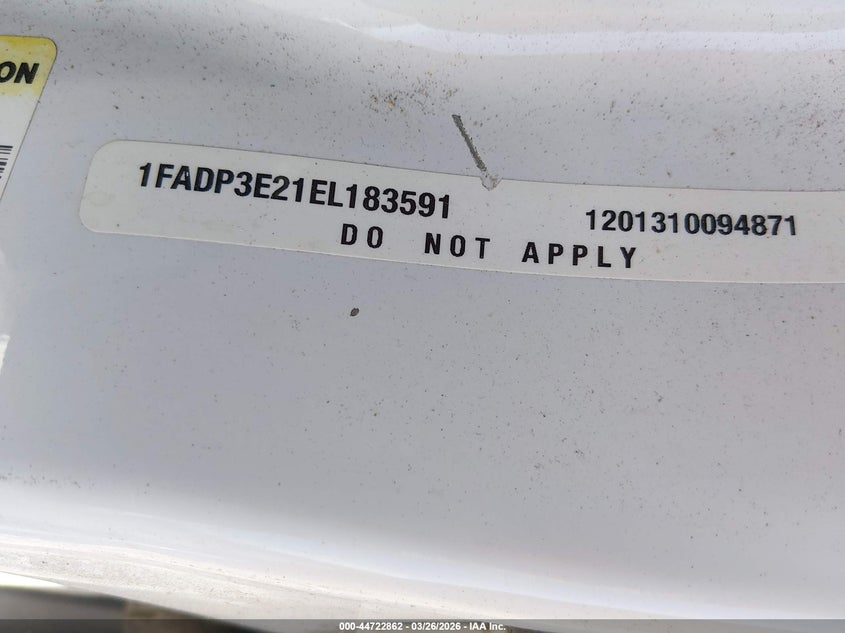 ON
1FADP3E21EL183591 1201310094871
DO NOT APPLY
000-44722862 - 03/26/2026 - IAA Inc.